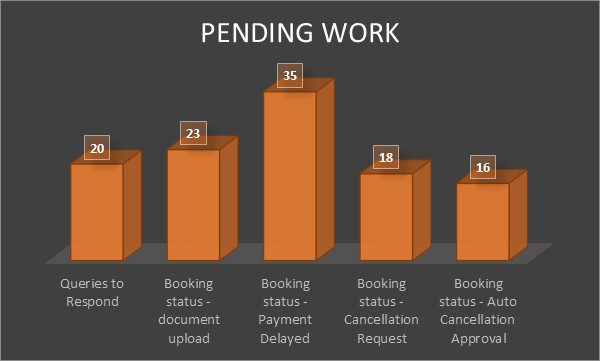 PENDING WORK
35
23
20
18
16
Queries to
Respond
Booking
status -
document
upload
Booking
status -
Payment
Delayed
Booking
status -
Cancellation
Request
Booking
status - Auto
Cancellation
Approval